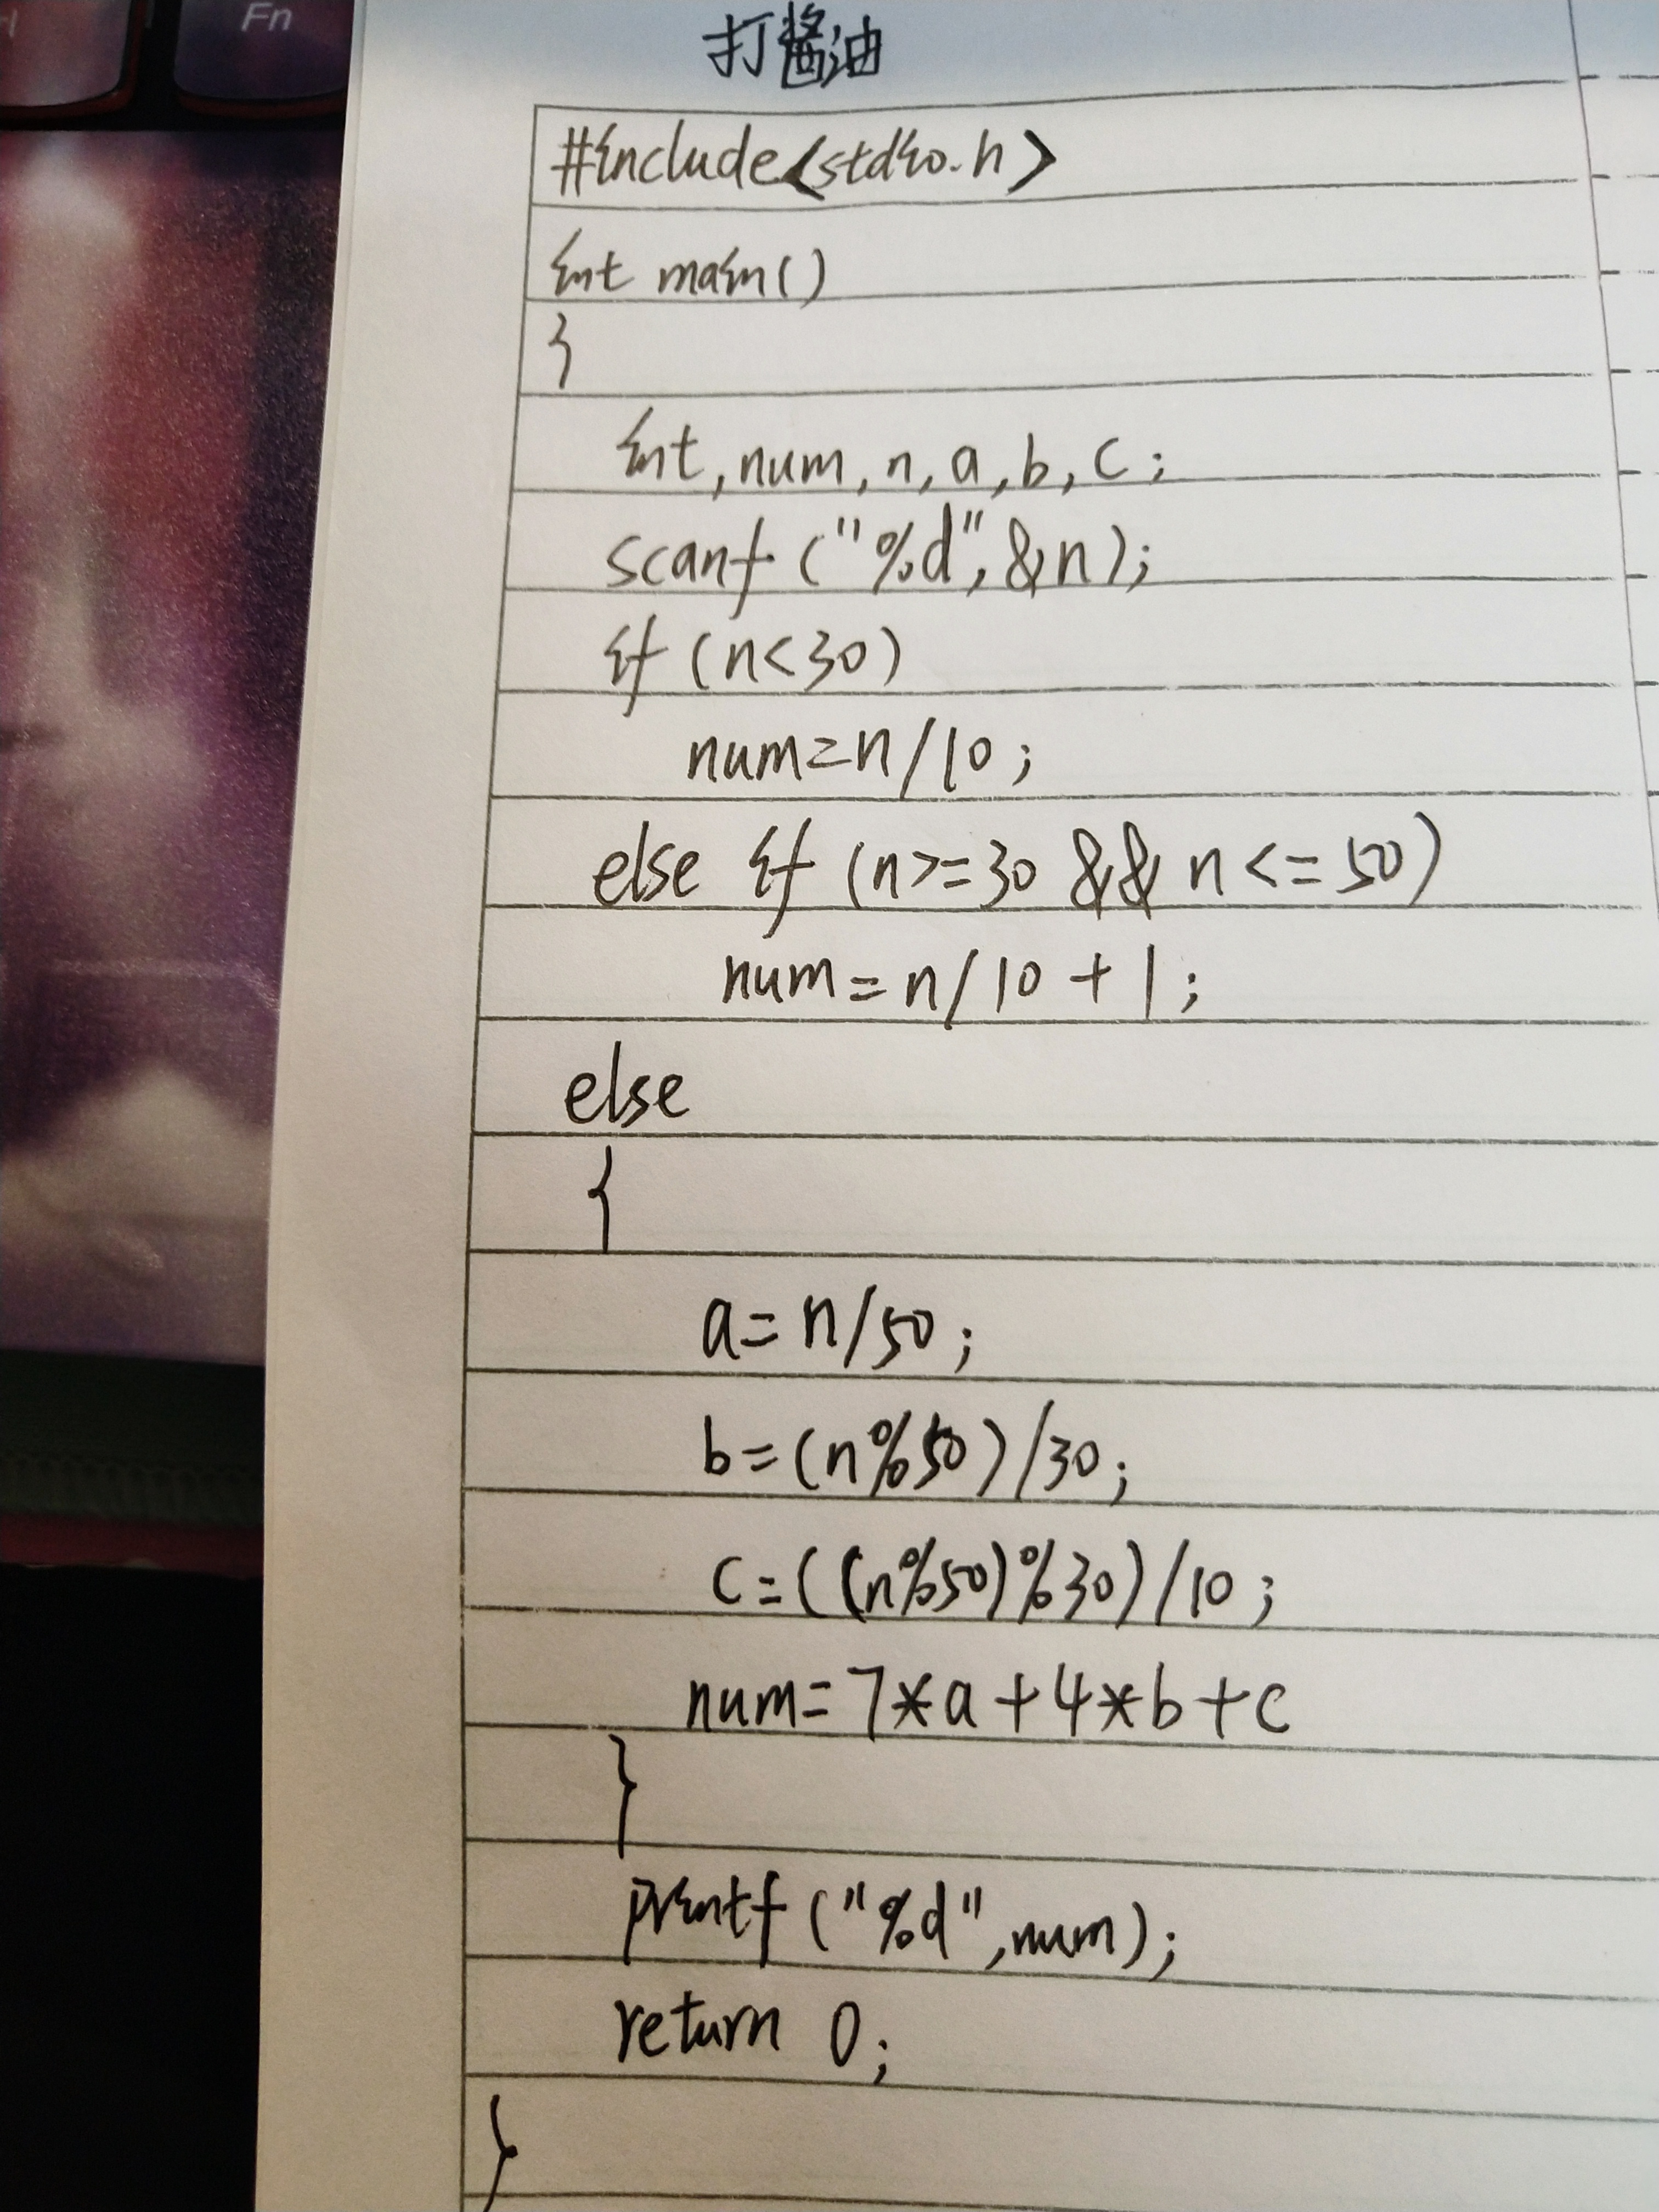 Fn
打酱油
#include<stdio.h>
int main()
{
int,num,n,a,b,c;
scanf("%d",&n);
if(n<30)
num=n/10;
else if(n>=30 && n<=50)
num=n/10+1;
else
{
a=n/50;
b=(n%50)/30;
c=((n%50)%30)/10;
num=7*a+4*b+c
}
printf("%d",num);
return 0;
}